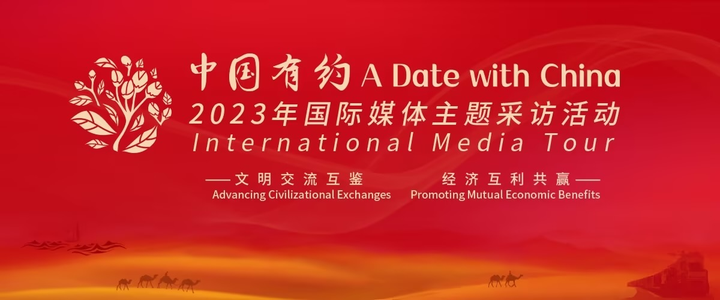 中国有约 A Date with China
2023年国际媒体主题采访活动
International Media Tour
文明交流互鉴 经济互利共赢
Advancing Civilizational Exchanges Promoting Mutual Economic Benefits